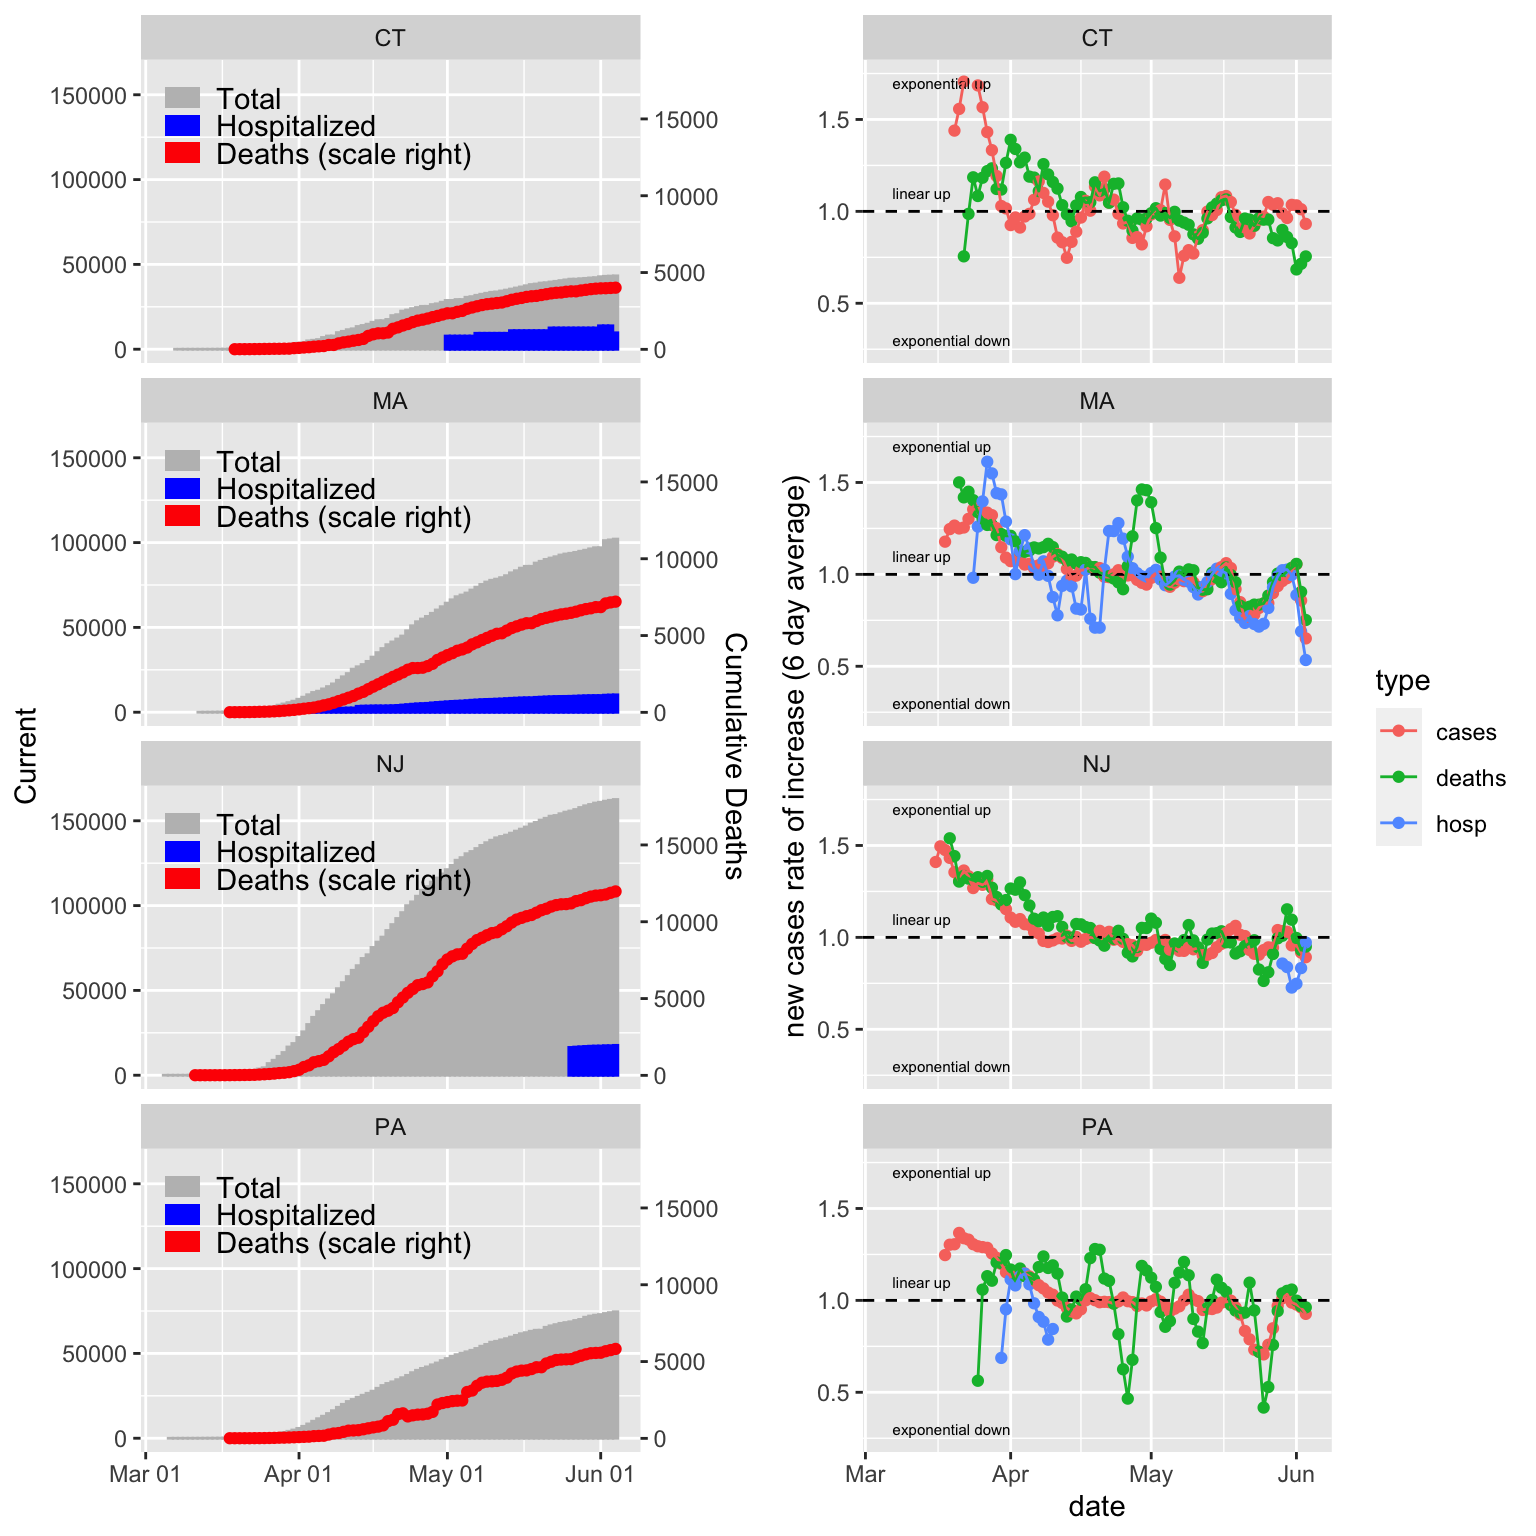 CT
150000
100000
50000
0
Total
Hospitalized
Deaths (scale right)
15000
10000
5000
0
MA
150000
100000
50000
0
Total
Hospitalized
Deaths (scale right)
15000
10000
5000
0
NJ
150000
100000
50000
0
Total
Hospitalized
Deaths (scale right)
15000
10000
5000
0
PA
150000
100000
50000
0
Total
Hospitalized
Deaths (scale right)
15000
10000
5000
0
Mar 01
Apr 01
May 01
Jun 01
Current
Cumulative Deaths
CT
1.5
1.0
0.5
exponential up
linear up
exponential down
MA
1.5
1.0
0.5
exponential up
linear up
exponential down
NJ
1.5
1.0
0.5
exponential up
linear up
exponential down
PA
1.5
1.0
0.5
exponential up
linear up
exponential down
Mar
Apr
May
Jun
date
new cases rate of increase (6 day average)
type
cases
deaths
hosp